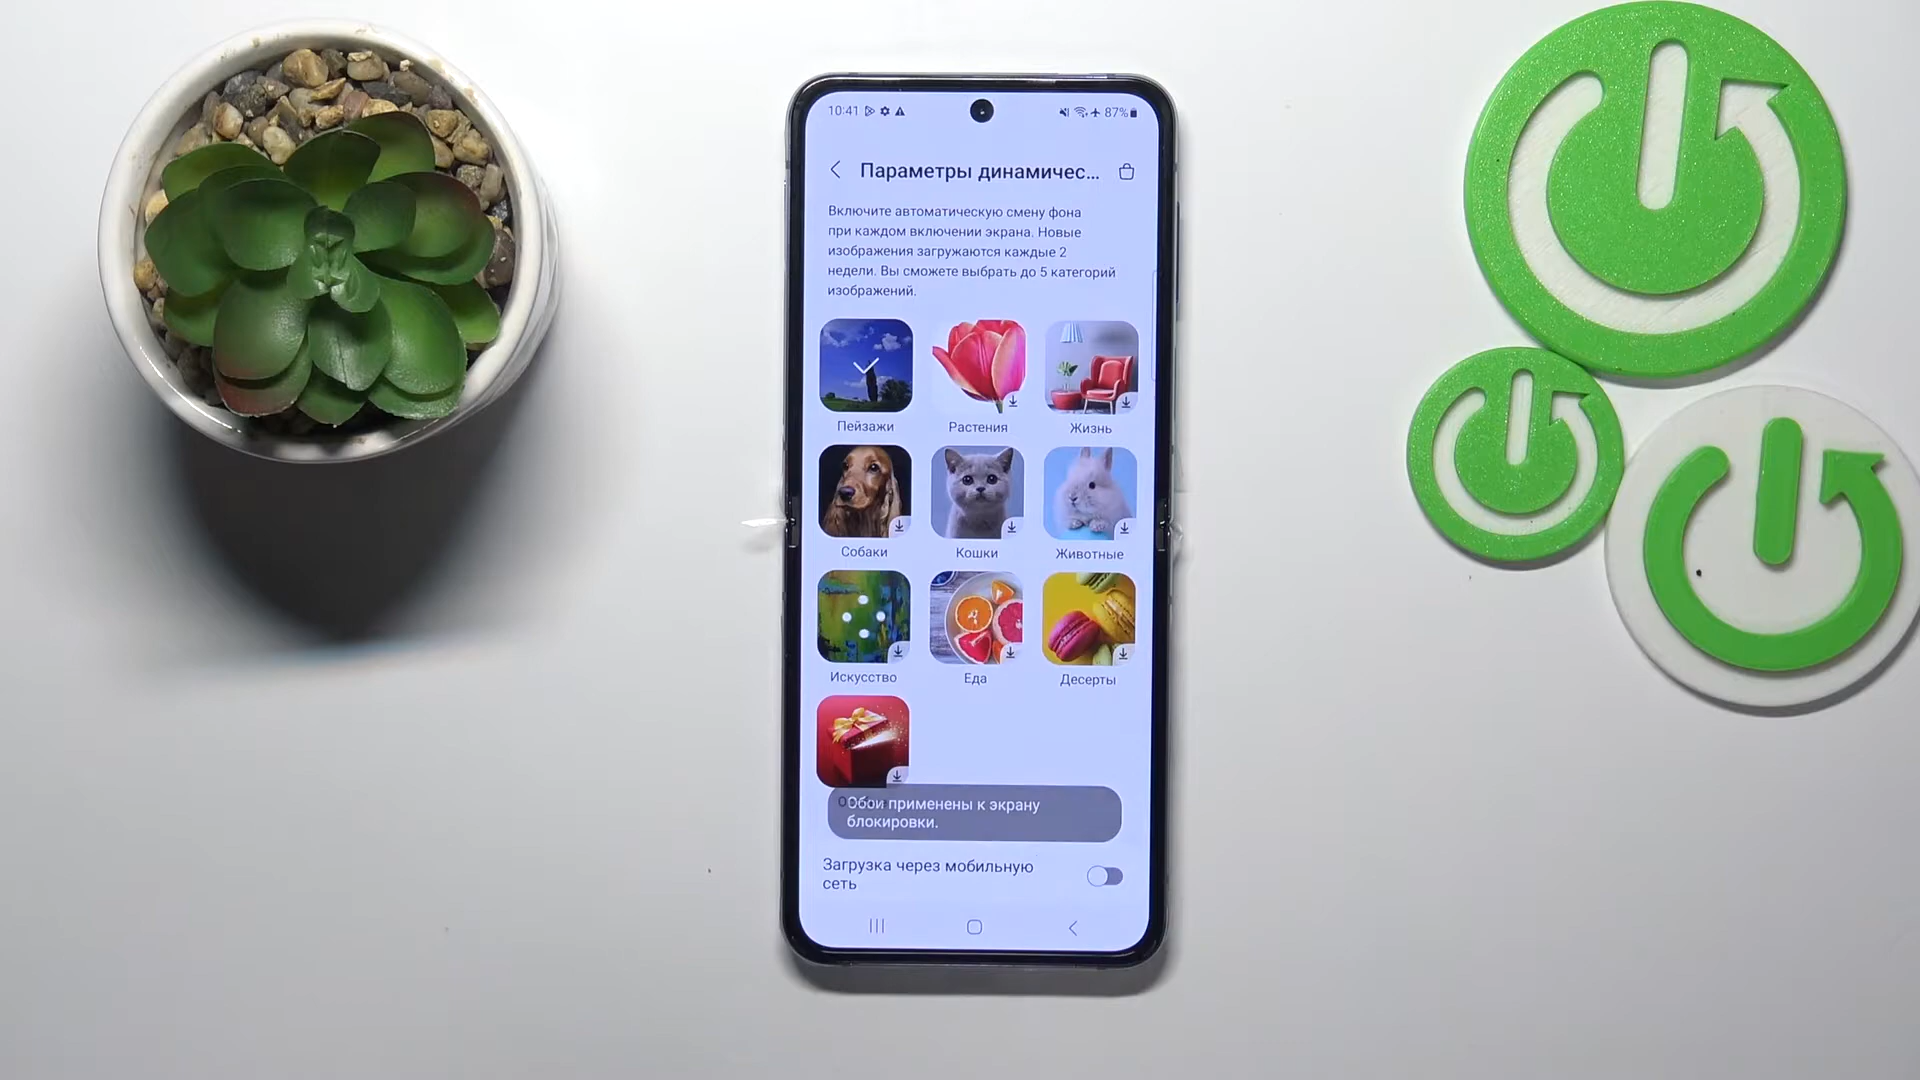 10:41 87%
Параметры динамичес...
Включите автоматическую смену фона
при каждом включении экрана. Новые
изображения загружаются каждые 2
недели. Вы сможете выбрать до 5 категорий
изображений.
Пейзажи Растения Жизнь
Собаки Кошки Животные
Искусство Еда Десерты
Обои применены к экрану
блокировки.
Загрузка через мобильную
сеть